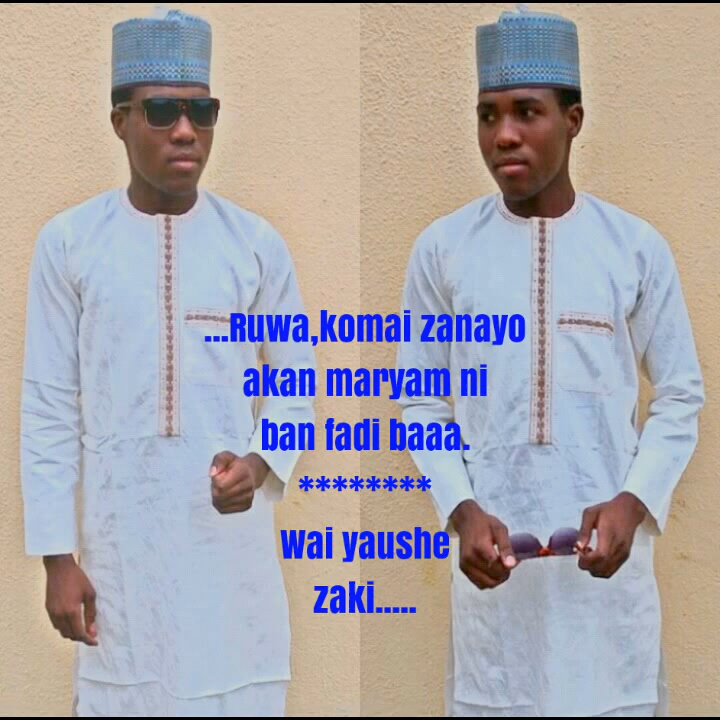 ...Ruwa,komai zanayo
akan maryam ni
ban fadi baaa.
********
Wai yaushe
zaki.....